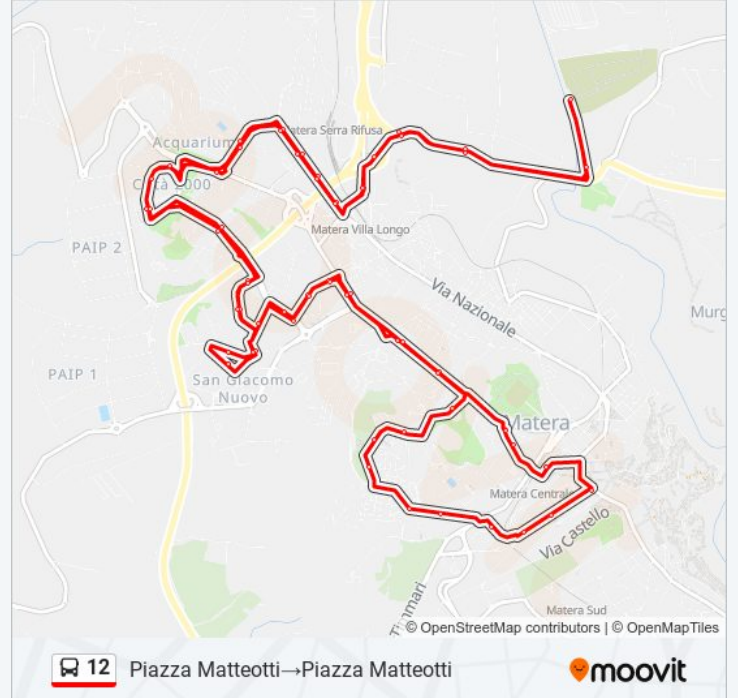 Acquarium
Matera Serra Rifusa
Città 2000
PAIP 2
Matera Villa Longo
Via Nazionale
Murg
PAIP 1
San Giacomo
Nuovo
Matera
Matera Centrale
Via Castello
Timmari
Matera Sud
© OpenStreetMap contributors | © OpenMapTiles
12 Piazza Matteotti→Piazza Matteotti
moovit